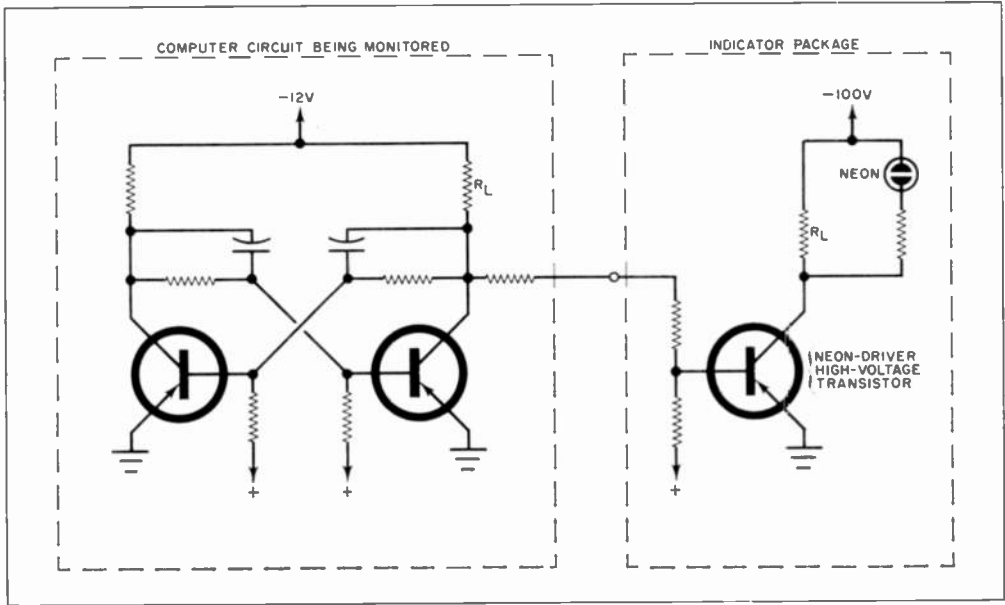 COMPUTER CIRCUIT BEING MONITORED
INDICATOR PACKAGE
-12V
-100V
NEON
RL
RL
NEON-DRIVER
HIGH-VOLTAGE
TRANSISTOR
+
+
+